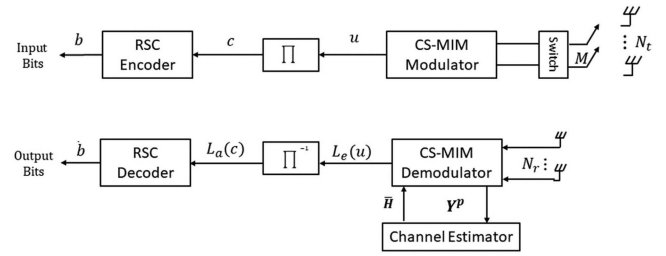 Input Bits
b
RSC Encoder
c
∏
u
CS-MIM Modulator
Switch
M
⋮ N_t
Output Bits
ḃ
RSC Decoder
L_a(c)
∏⁻¹
L_e(u)
CS-MIM Demodulator
N_r ⋮
H̅
Y^p
Channel Estimator